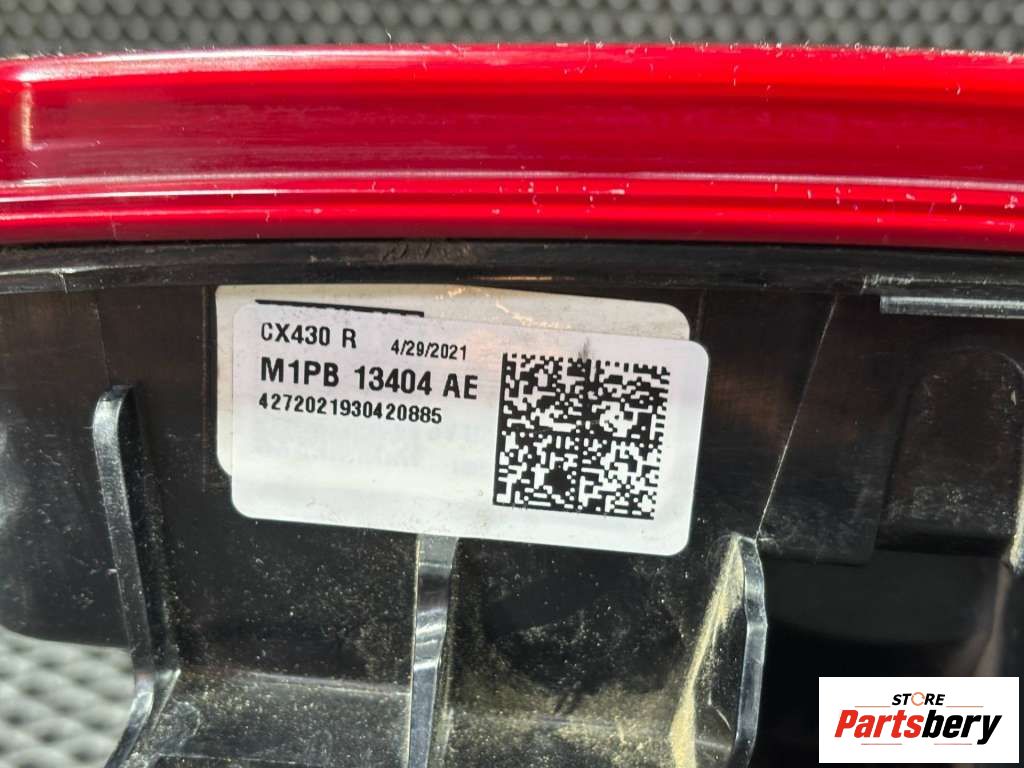 CX430 R 4/29/2021
M1PB 13404 AE
4272021930420885
STORE
Partsbery